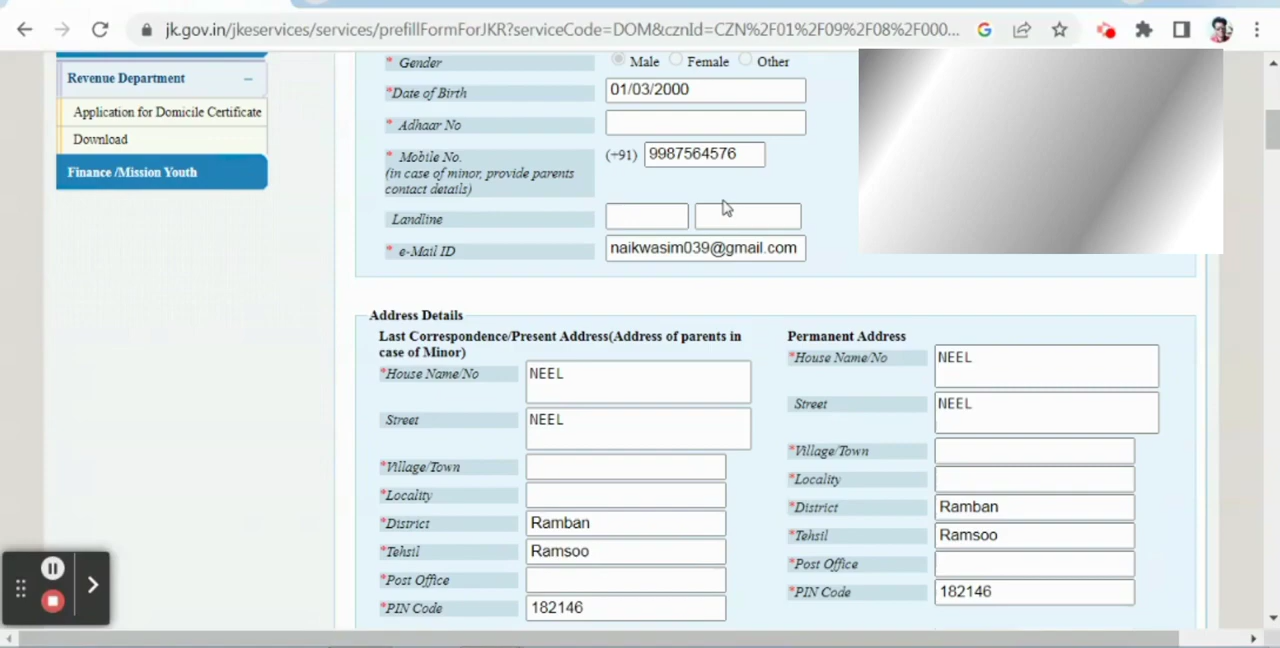 jk.gov.in/jkeservices/services/prefillFormForJKR?serviceCode=DOM&cznId=CZN%2F01%2F09%2F08%2F000...
Revenue Department
Application for Domicile Certificate
Download
Finance /Mission Youth
* Gender Male Female Other
*Date of Birth 01/03/2000
* Adhaar No
* Mobile No. (+91) 9987564576
(in case of minor, provide parents
contact details)
Landline
* e-Mail ID naikwasim039@gmail.com
Address Details
Last Correspondence/Present Address(Address of parents in
case of Minor)
*House Name/No NEEL
Street NEEL
*Village/Town
*Locality
*District Ramban
*Tehsil Ramsoo
*Post Office
*PIN Code 182146
Permanent Address
*House Name/No NEEL
Street NEEL
*Village/Town
*Locality
*District Ramban
*Tehsil Ramsoo
*Post Office
*PIN Code 182146